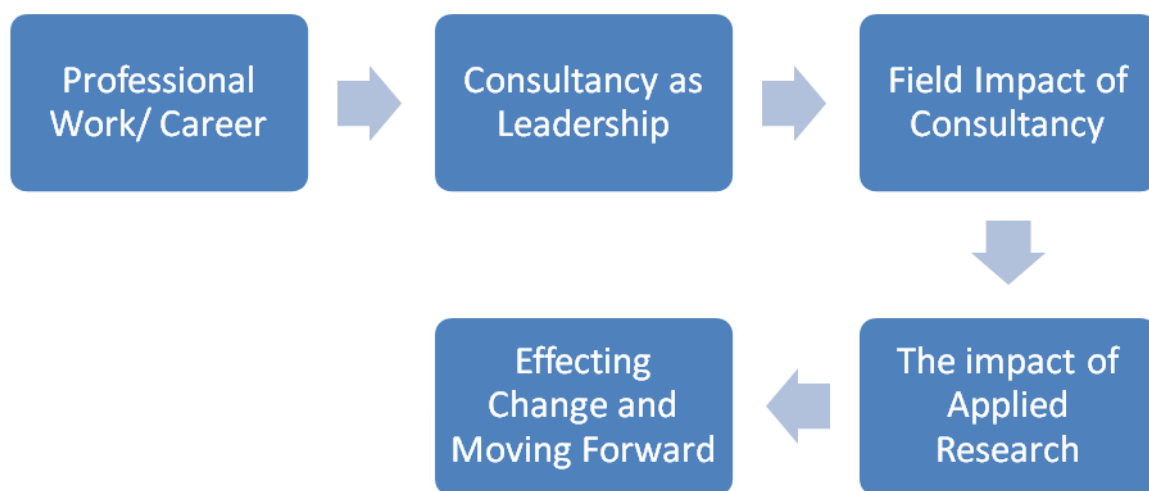 Professional
Work/ Career
Consultancy as
Leadership
Field Impact of
Consultancy
The impact of
Applied
Research
Effecting
Change and
Moving Forward